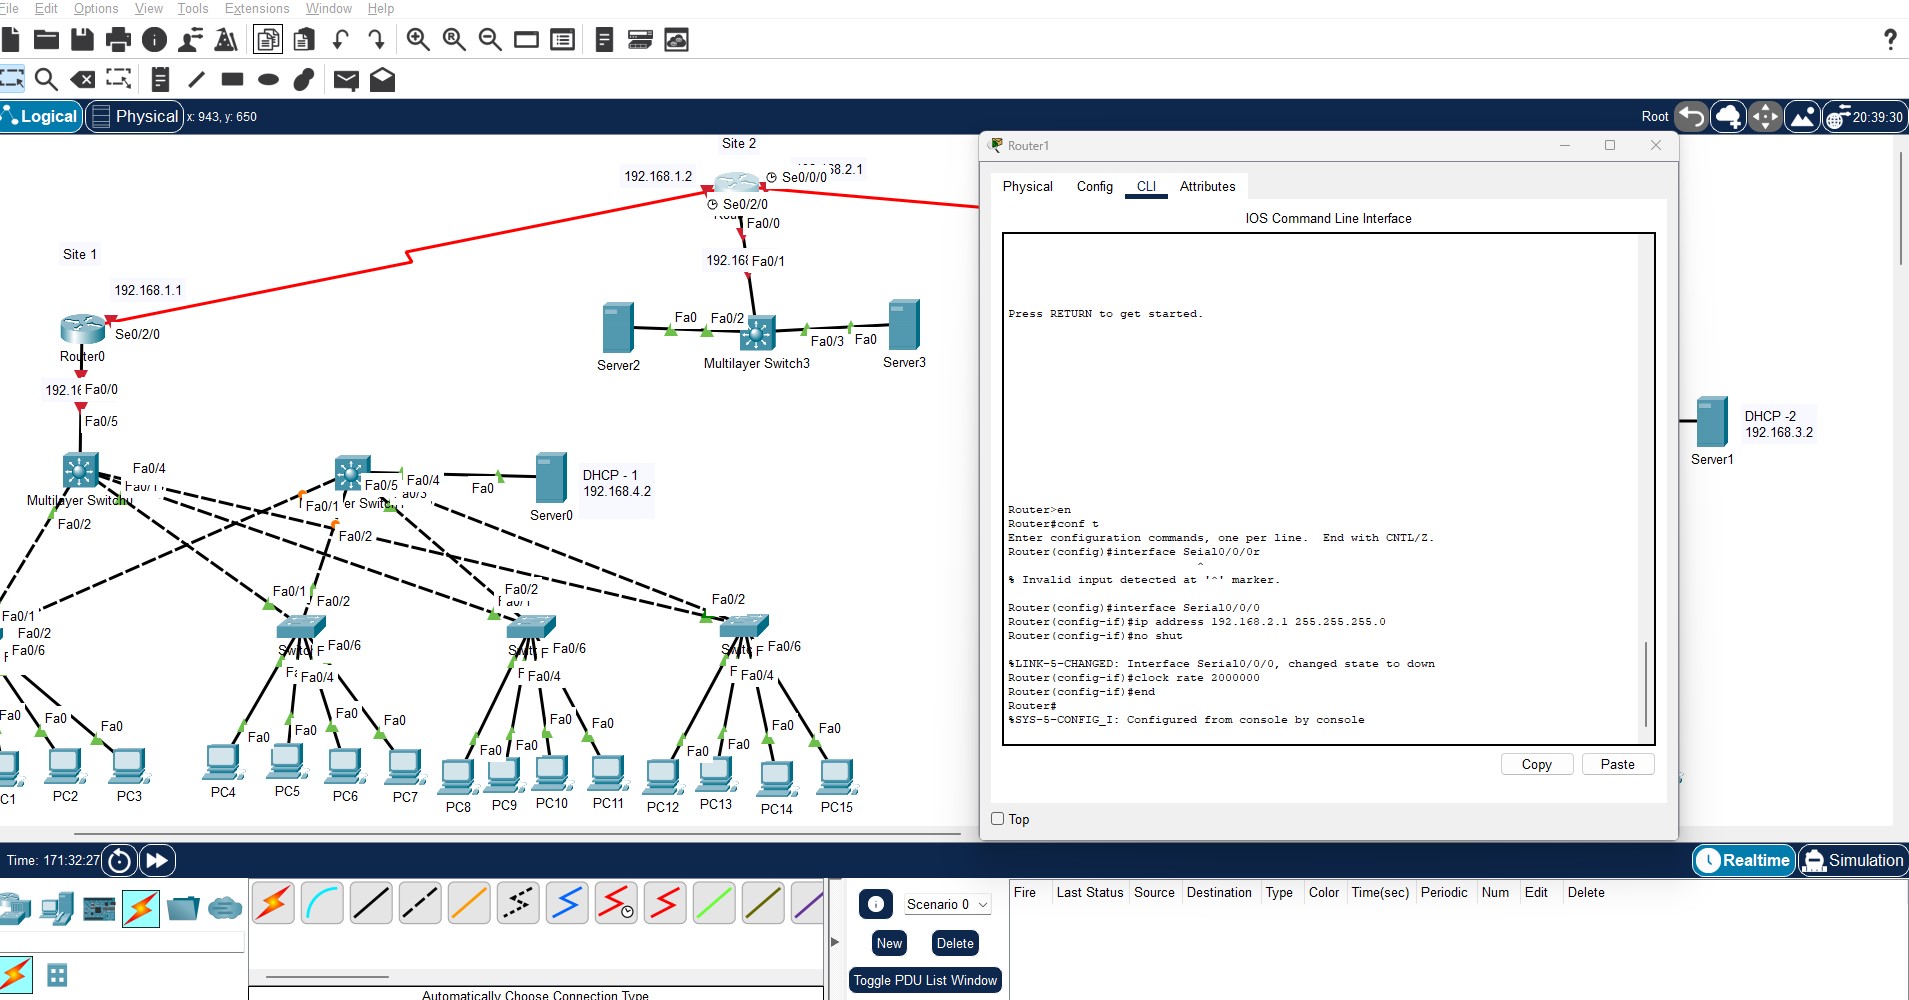 File Edit Options View Tools Extensions Window Help
Logical Physical x: 943, y: 650 Root 20:39:30
Site 2
192.168.1.2
Se0/0/0
Se0/2/0
Fa0/0
Fa0/1
Site 1
192.168.1.1
Se0/2/0
Router0
Fa0/0
Fa0/5
Fa0 Fa0/2
Fa0/3 Fa0
Server2
Multilayer Switch3
Server3
Fa0/4
Multilayer Switch
Fa0/2
Fa0/5 Fa0/4
Fa0/1
Fa0/2
Fa0
DHCP - 1
192.168.4.2
Server0
Fa0/1
Fa0/2
Fa0/6
Fa0/1
Fa0/2
Fa0/6
Fa0/4
Fa0/2
Fa0/6
Fa0/4
Fa0/2
Fa0/6
Fa0/4
Fa0 Fa0 Fa0
Fa0 Fa0 Fa0 Fa0
Fa0 Fa0 Fa0 Fa0
Fa0 Fa0 Fa0 Fa0
PC2 PC3 PC4 PC5 PC6 PC7 PC8 PC9 PC10 PC11 PC12 PC13 PC14 PC15
Router1
Physical Config CLI Attributes
IOS Command Line Interface
Press RETURN to get started.
Router>en
Router#conf t
Enter configuration commands, one per line.  End with CNTL/Z.
Router(config)#interface Seial0/0/0r
^
% Invalid input detected at '^' marker.
Router(config)#interface Serial0/0/0
Router(config-if)#ip address 192.168.2.1 255.255.255.0
Router(config-if)#no shut
%LINK-5-CHANGED: Interface Serial0/0/0, changed state to down
Router(config-if)#clock rate 2000000
Router(config-if)#end
Router#
%SYS-5-CONFIG_I: Configured from console by console
Copy Paste
Top
DHCP -2
192.168.3.2
Server1
Time: 171:32:27
Realtime Simulation
Scenario 0
New Delete
Toggle PDU List Window
Fire Last Status Source Destination Type Color Time(sec) Periodic Num Edit Delete
Automatically Choose Connection Type